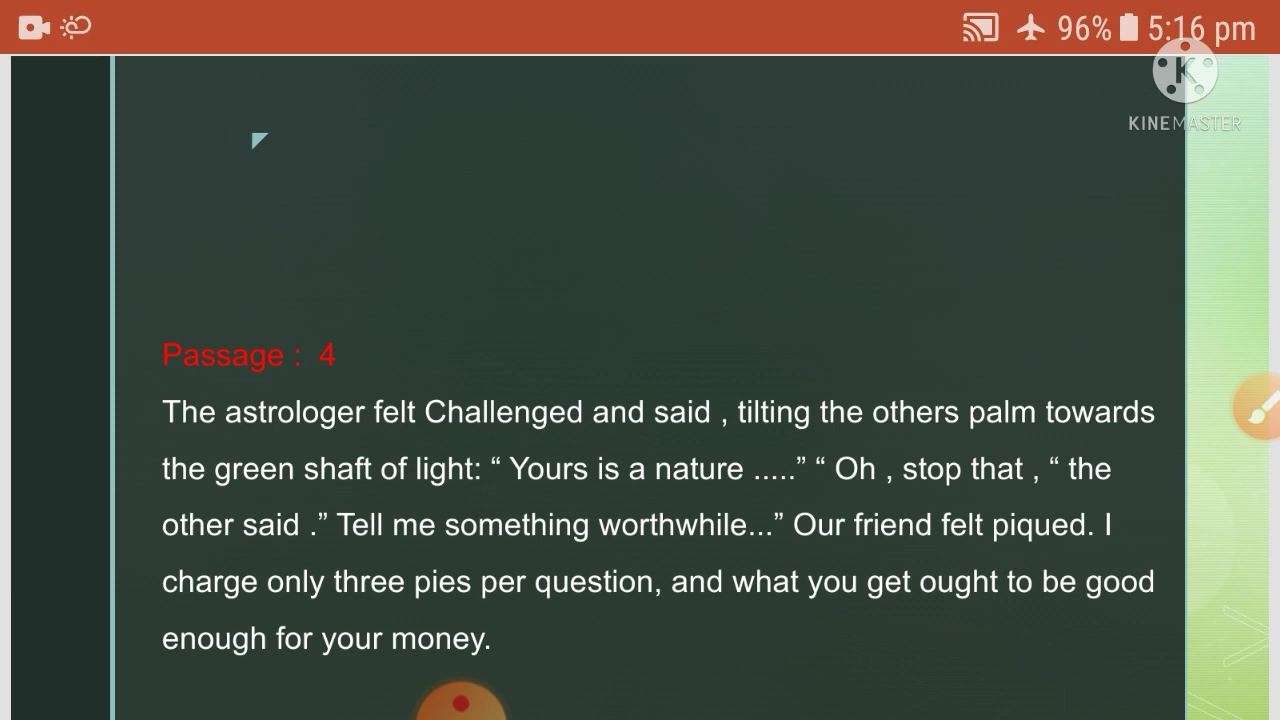 96% 5:16 pm
K
KINEMASTER
Passage : 4
The astrologer felt Challenged and said , tilting the others palm towards
the green shaft of light: “ Yours is a nature .....” “ Oh , stop that , “ the
other said .” Tell me something worthwhile...” Our friend felt piqued. I
charge only three pies per question, and what you get ought to be good
enough for your money.